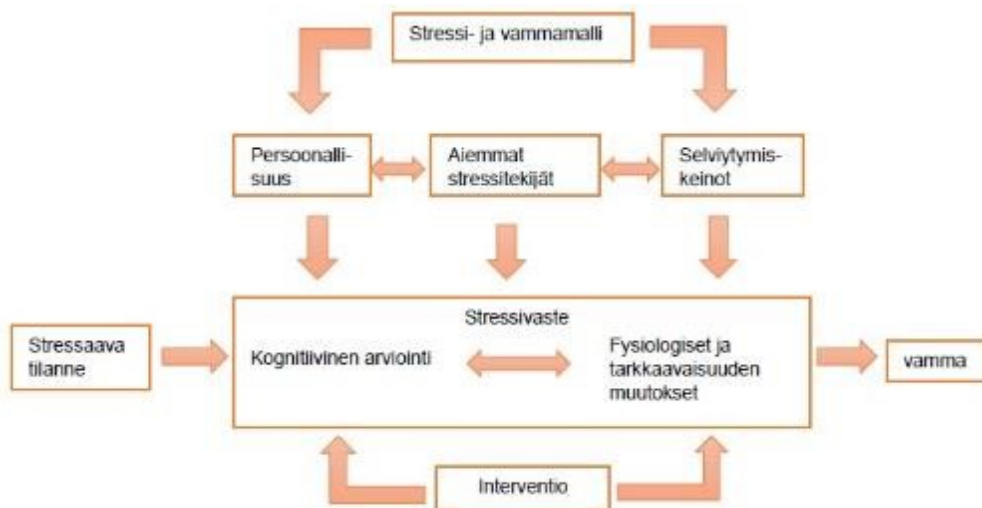 Stressi- ja vammamalli
Persoonalli-
suus
Aiemmat
stressitekijät
Selviytymis-
keinot
Stressaava
tilanne
Stressivaste
Kognitiivinen arviointi
Fysiologiset ja
tarkkaavaisuuden
muutokset
vamma
Interventio